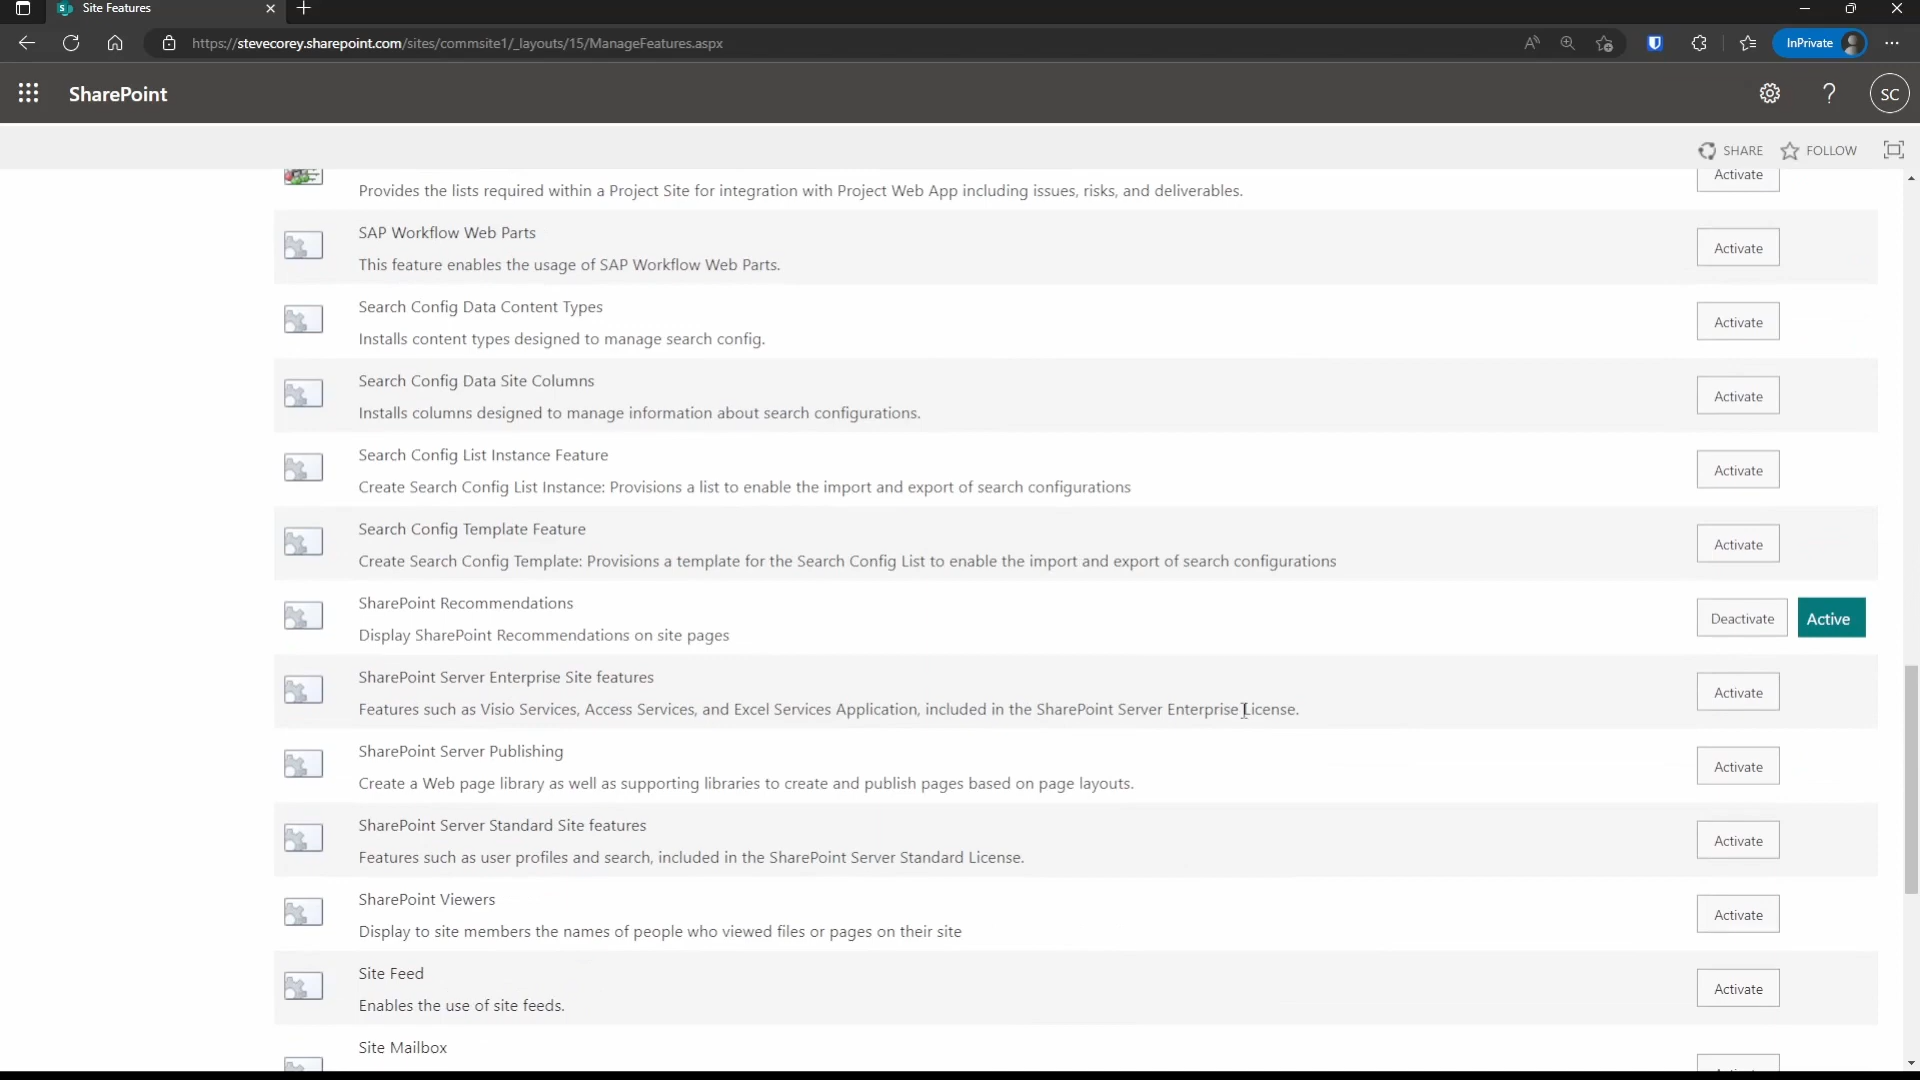 Site Features
https://stevecorey.sharepoint.com/sites/commsite1/_layouts/15/ManageFeatures.aspx
InPrivate
SharePoint
?
SC
SHARE
FOLLOW
Provides the lists required within a Project Site for integration with Project Web App including issues, risks, and deliverables.
Activate
SAP Workflow Web Parts
This feature enables the usage of SAP Workflow Web Parts.
Activate
Search Config Data Content Types
Installs content types designed to manage search config.
Activate
Search Config Data Site Columns
Installs columns designed to manage information about search configurations.
Activate
Search Config List Instance Feature
Create Search Config List Instance: Provisions a list to enable the import and export of search configurations
Activate
Search Config Template Feature
Create Search Config Template: Provisions a template for the Search Config List to enable the import and export of search configurations
Activate
SharePoint Recommendations
Display SharePoint Recommendations on site pages
Deactivate
Active
SharePoint Server Enterprise Site features
Features such as Visio Services, Access Services, and Excel Services Application, included in the SharePoint Server Enterprise License.
Activate
SharePoint Server Publishing
Create a Web page library as well as supporting libraries to create and publish pages based on page layouts.
Activate
SharePoint Server Standard Site features
Features such as user profiles and search, included in the SharePoint Server Standard License.
Activate
SharePoint Viewers
Display to site members the names of people who viewed files or pages on their site
Activate
Site Feed
Enables the use of site feeds.
Activate
Site Mailbox